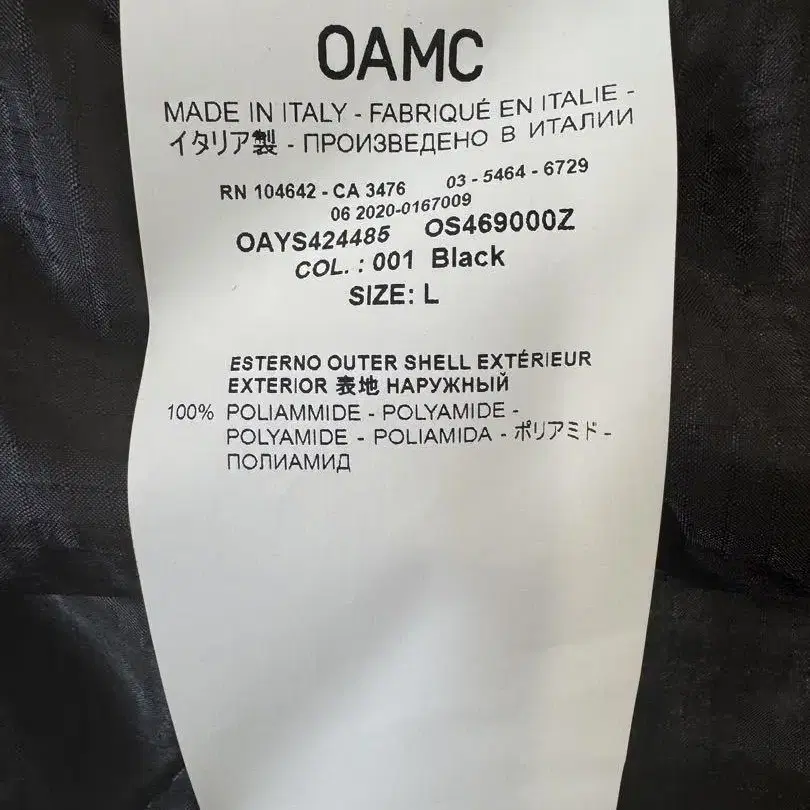 OAMC
MADE IN ITALY - FABRIQUÉ EN ITALIE -
イタリア製 - ПРОИЗВЕДЕНО В ИТАЛИИ
RN 104642 - CA 3476 03 - 5464 - 6729
06 2020-0167009
OAYS424485 OS469000Z
COL. : 001 Black
SIZE: L
ESTERNO OUTER SHELL EXTÉRIEUR
EXTERIOR 表地 НАРУЖНЫЙ
100% POLIAMMIDE - POLYAMIDE -
POLYAMIDE - POLIAMIDA - ポリアミド -
ПОЛИАМИД